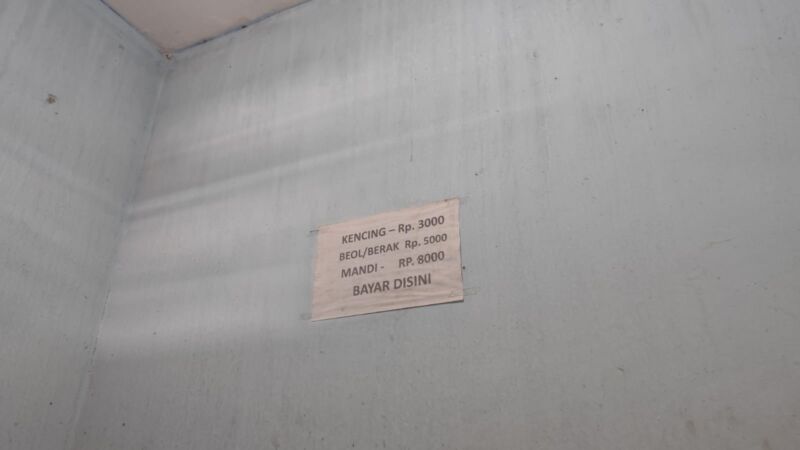 KENCING – Rp. 3000
BEOL/BERAK Rp. 5000
MANDI - RP. 8000
BAYAR DISINI